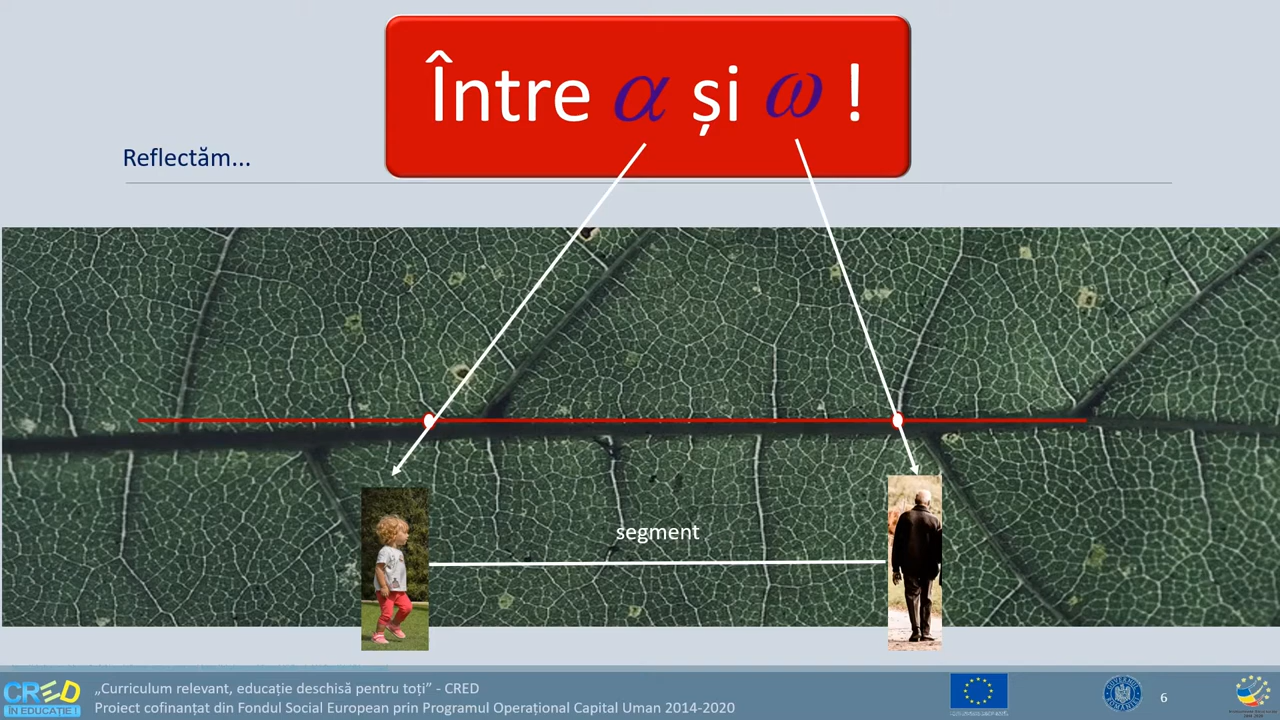 Între α și ω !
Reflectăm...
segment
CRED
ÎN EDUCAȚIE !
„Curriculum relevant, educație deschisă pentru toți” - CRED
Proiect cofinanțat din Fondul Social European prin Programul Operațional Capital Uman 2014-2020
6